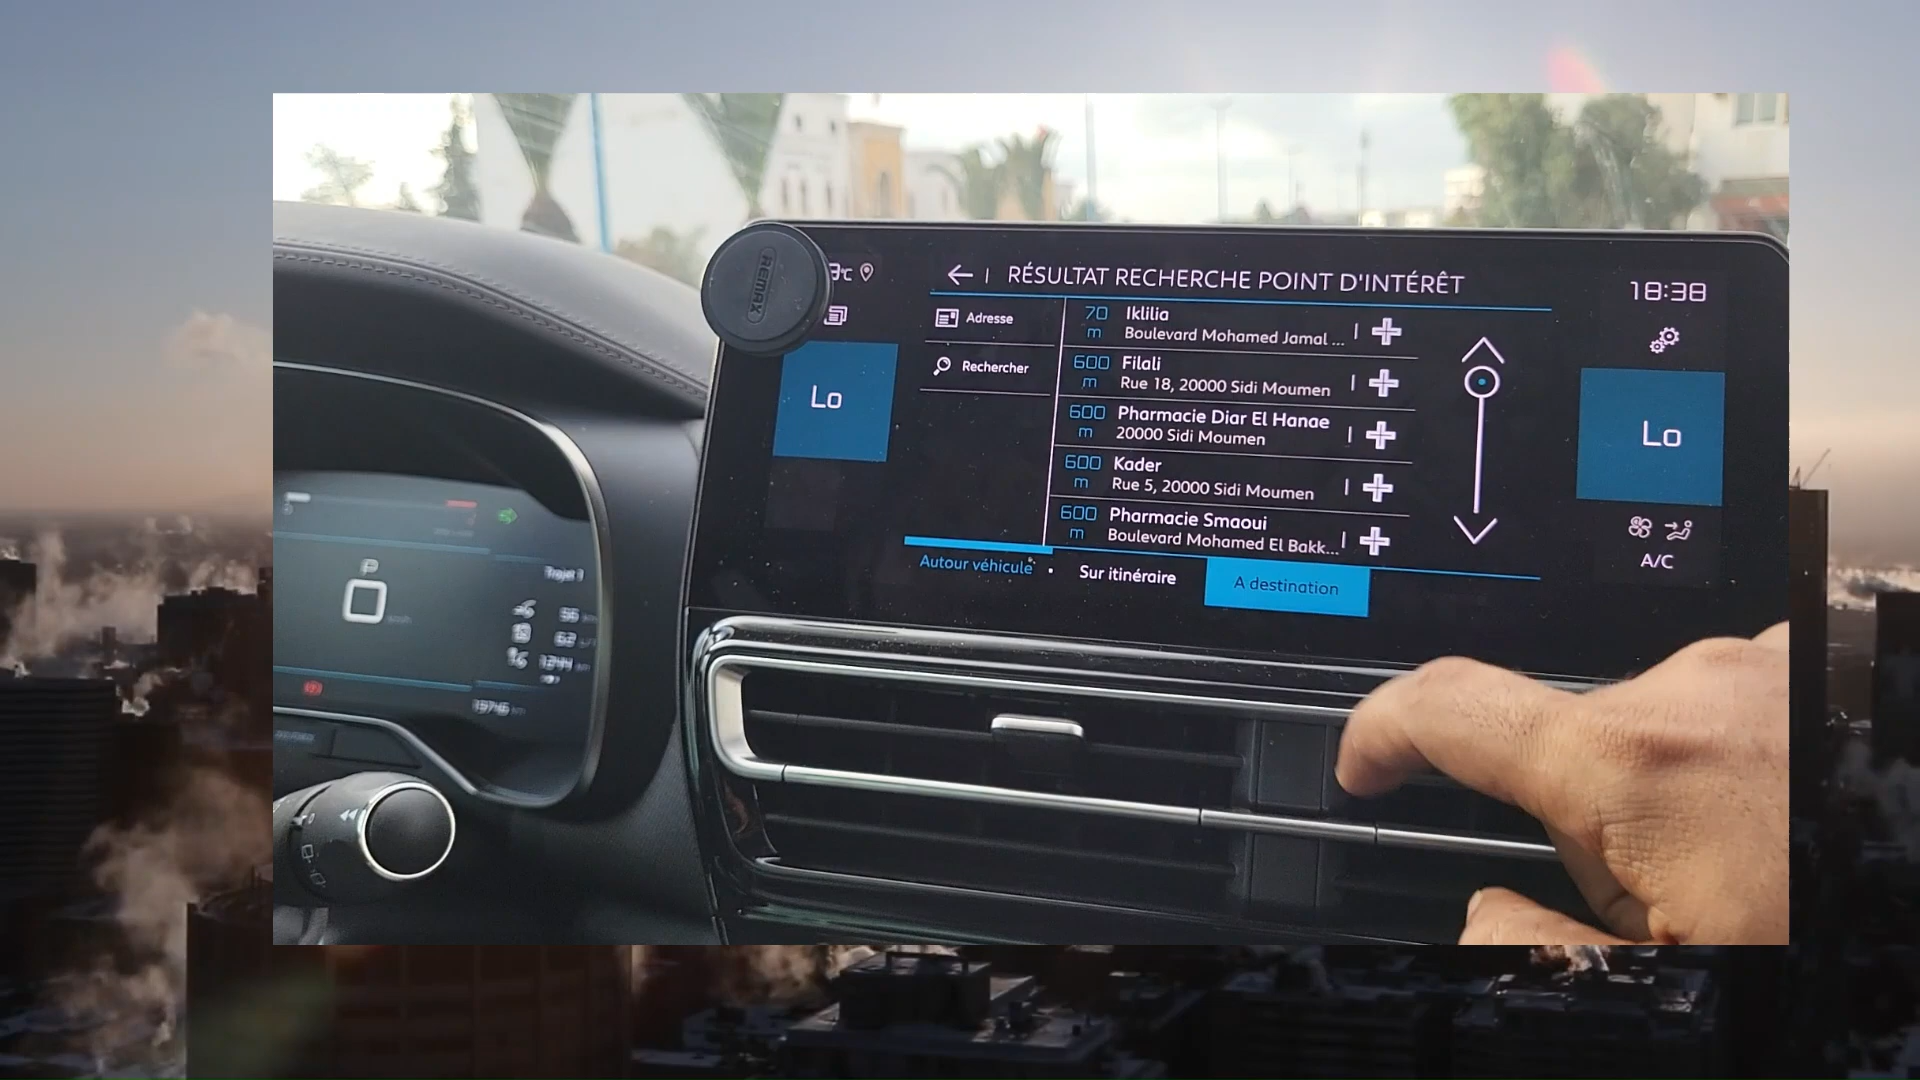 REMAX
RÉSULTAT RECHERCHE POINT D'INTÉRÊT
18:38
Adresse
Rechercher
70 m
Iklilia
Boulevard Mohamed Jamal ...
600 m
Filali
Rue 18, 20000 Sidi Moumen
600 m
Pharmacie Diar El Hanae
20000 Sidi Moumen
600 m
Kader
Rue 5, 20000 Sidi Moumen
600 m
Pharmacie Smaoui
Boulevard Mohamed El Bakk...
Autour véhicule
Sur itinéraire
A destination
Lo
Lo
A/C
P
0
Trajet 1